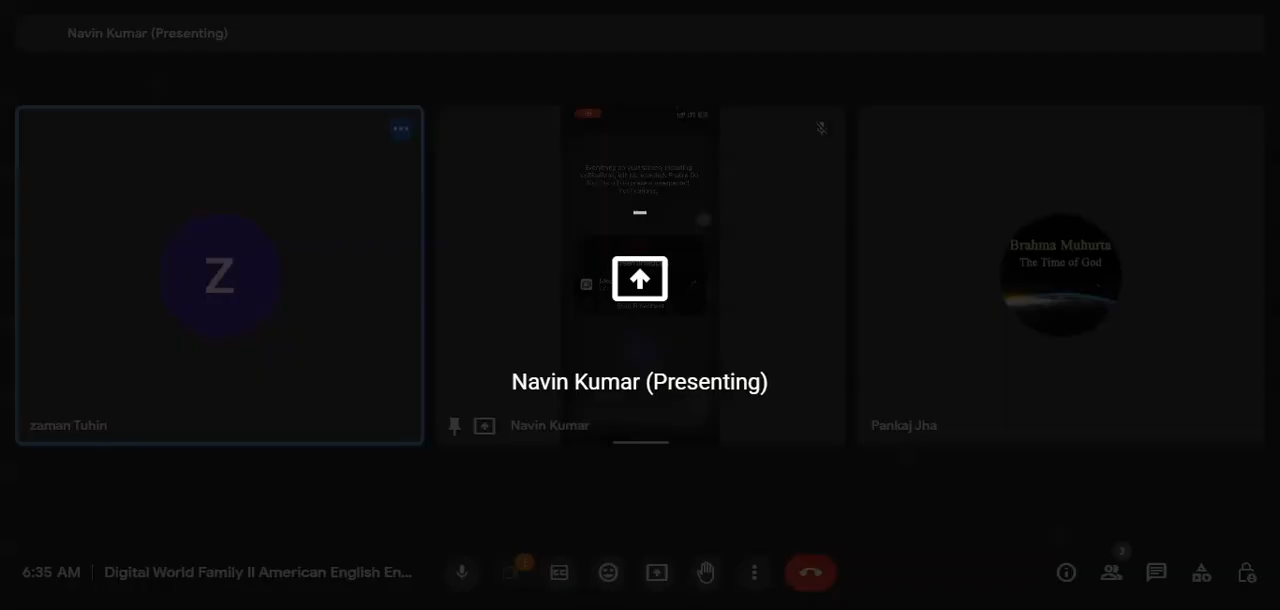 Navin Kumar (Presenting)
Z
Brahma Muhurta
The Time of God
Navin Kumar (Presenting)
zaman Tuhin
Navin Kumar
Pankaj Jha
3
6:35 AM | Digital World Family II American English En...